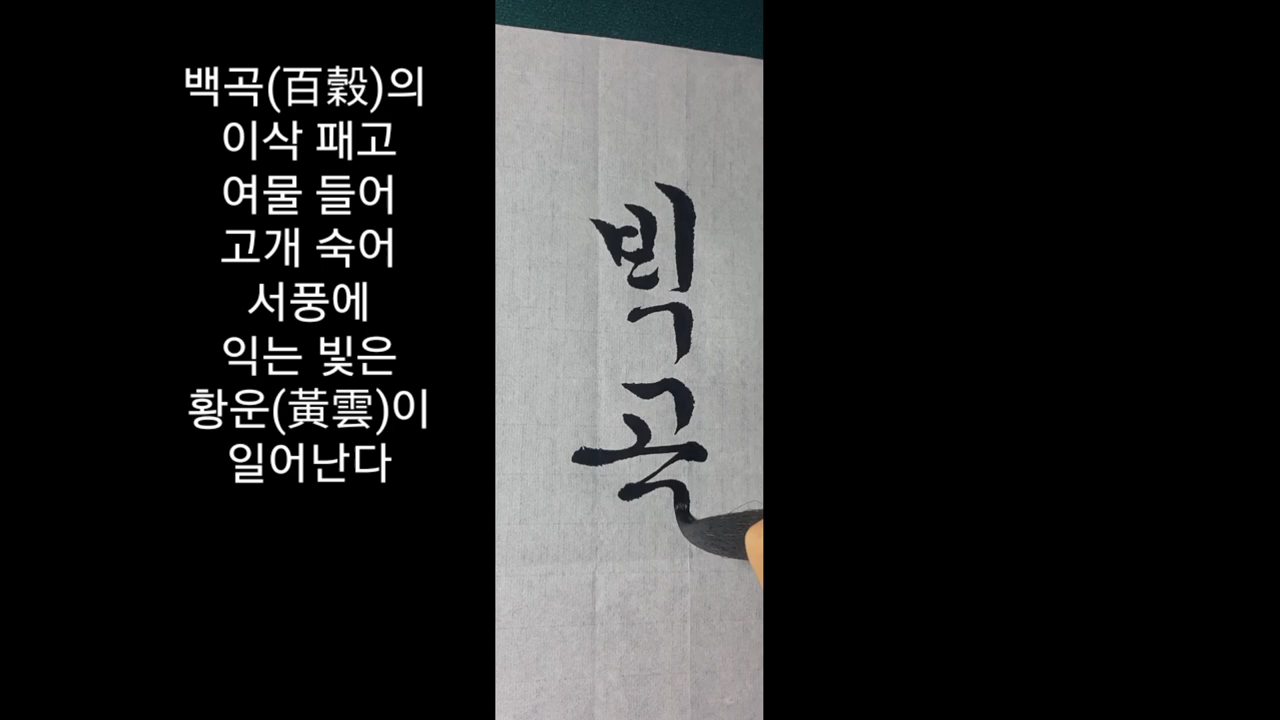 백곡(百穀)의
이삭 패고
여물 들어
고개 숙어
서풍에
익는 빛은
황운(黃雲)이
일어난다
빅
곡